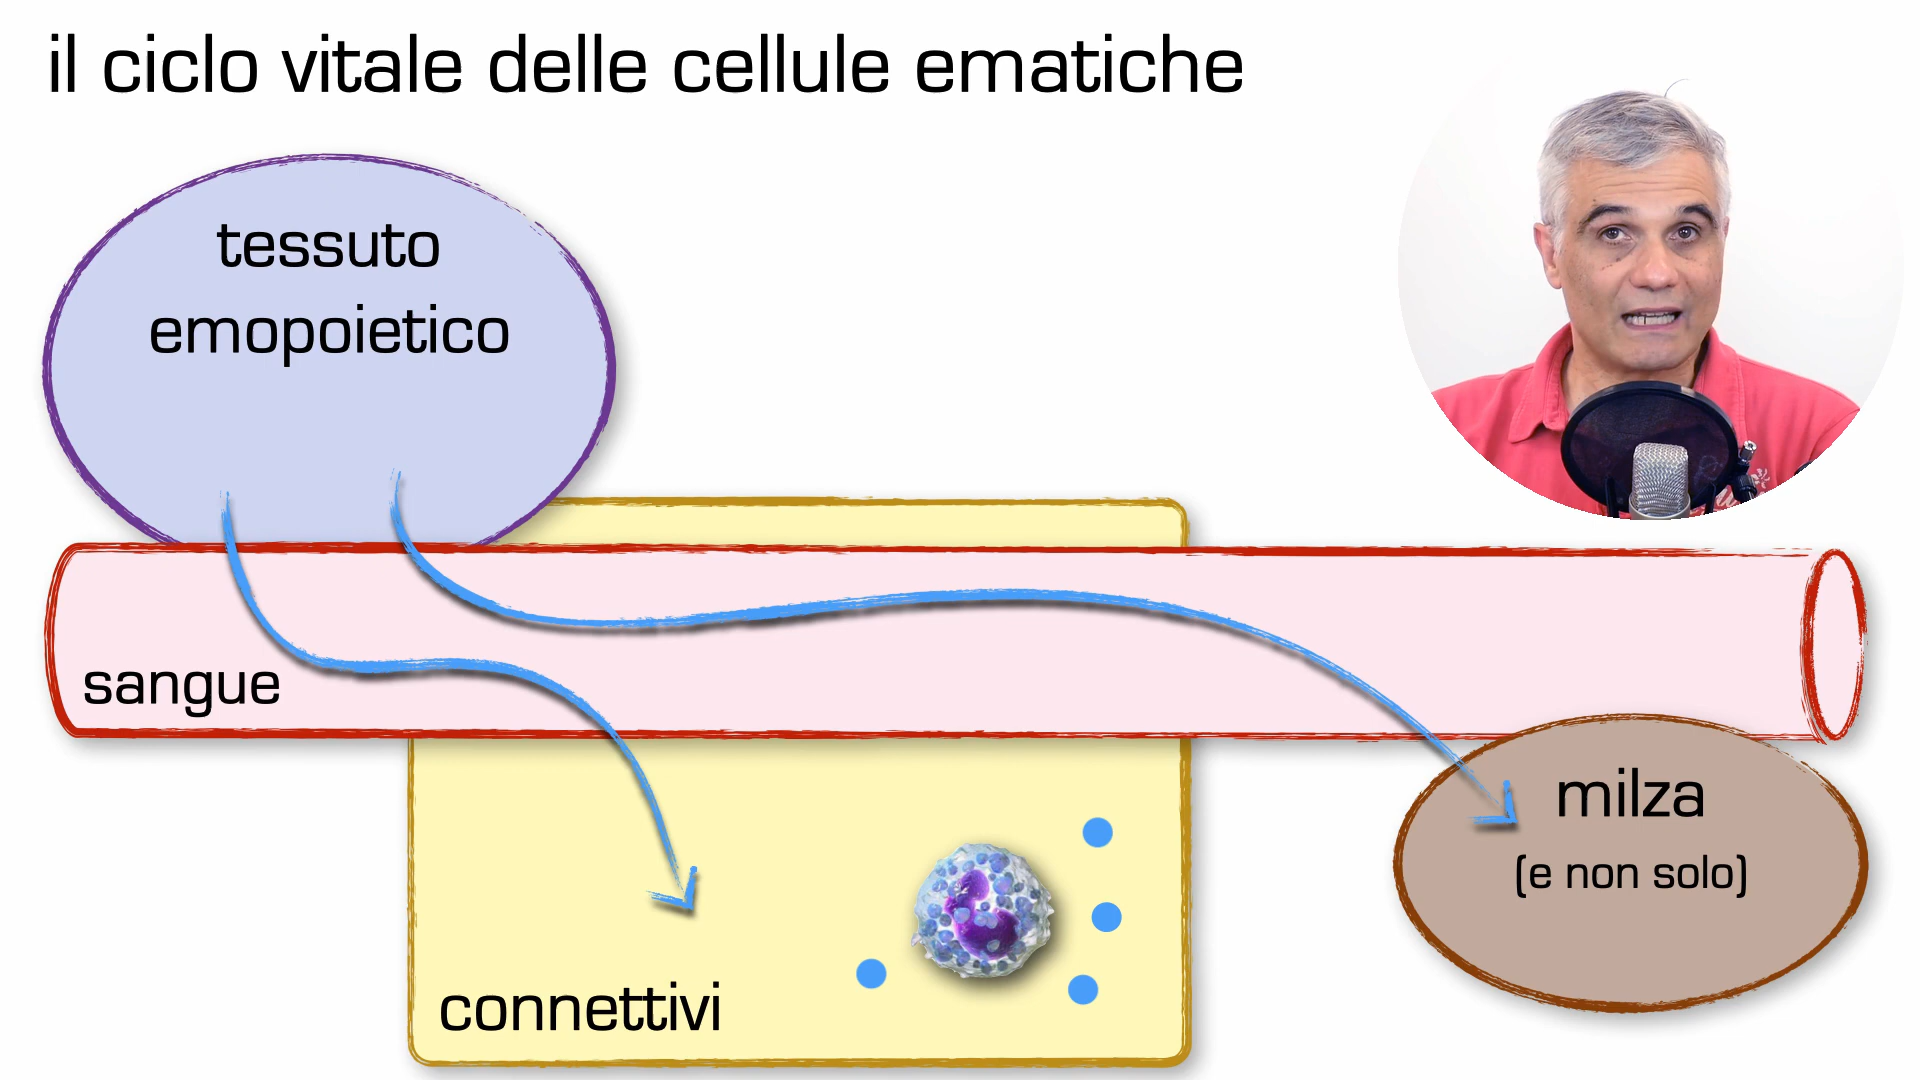 il ciclo vitale delle cellule ematiche
tessuto
emopoietico
sangue
milza
(e non solo)
connettivi